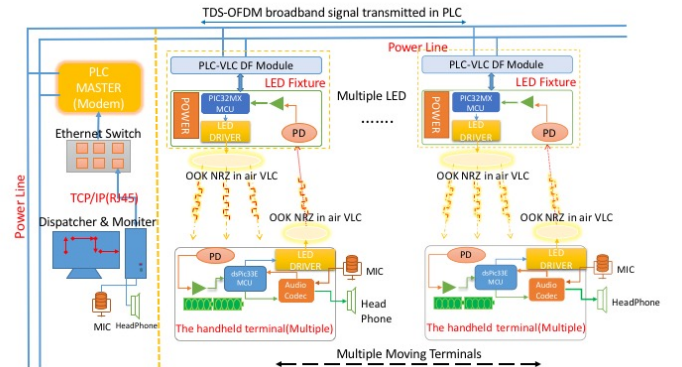 TDS-OFDM broadband signal transmitted in PLC
Power Line
PLC
MASTER
(Modem)
Ethernet Switch
TCP/IP(RJ45)
Dispatcher & Moniter
MIC
HeadPhone
Power Line
PLC-VLC DF Module
LED Fixture
POWER
PIC32MX
MCU
LED
DRIVER
PD
OOK NRZ in air VLC
OOK NRZ in air VLC
PD
LED
DRIVER
dsPIc33E
MCU
Audio
Codec
MIC
Head
Phone
The handheld terminal(Multiple)
Multiple LED
.......
PLC-VLC DF Module
LED Fixture
POWER
PIC32MX
MCU
LED
DRIVER
PD
OOK NRZ in air VLC
OOK NRZ in air VLC
PD
LED
DRIVER
dsPIc33E
MCU
Audio
Codec
MIC
HeadPhone
The handheld terminal(Multiple)
Multiple Moving Terminals